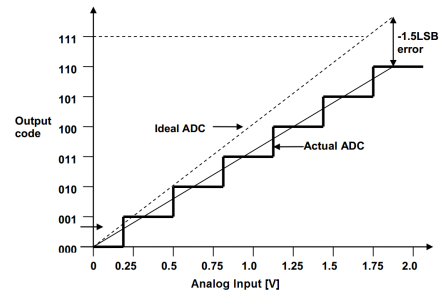 111
110
101
100
011
010
001
000
Output
code
-1.5LSB
error
Ideal ADC
Actual ADC
0 0.25 0.5 0.75 1.0 1.25 1.25 1.75 2.0
Analog Input [V]